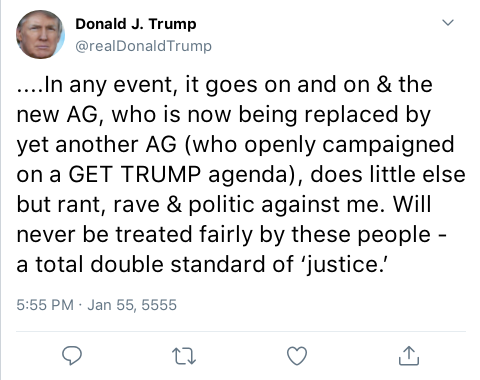 Donald J. Trump
@realDonaldTrump
....In any event, it goes on and on & the
new AG, who is now being replaced by
yet another AG (who openly campaigned
on a GET TRUMP agenda), does little else
but rant, rave & politic against me. Will
never be treated fairly by these people -
a total double standard of ‘justice.’
5:55 PM · Jan 55, 5555